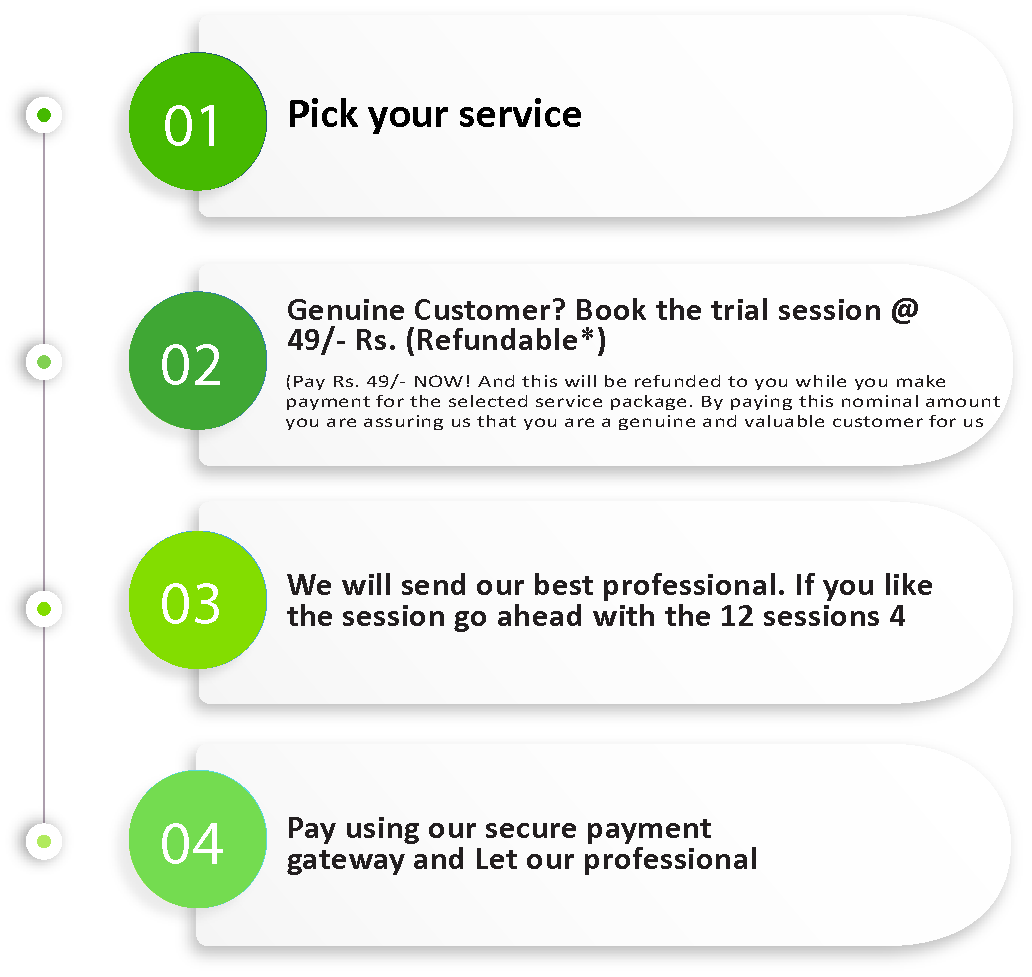 01
Pick your service
02
Genuine Customer? Book the trial session @
49/- Rs. (Refundable*)
(Pay Rs. 49/- NOW! And this will be refunded to you while you make
payment for the selected service package. By paying this nominal amount
you are assuring us that you are a genuine and valuable customer for us
03
We will send our best professional. If you like
the session go ahead with the 12 sessions 4
04
Pay using our secure payment
gateway and Let our professional